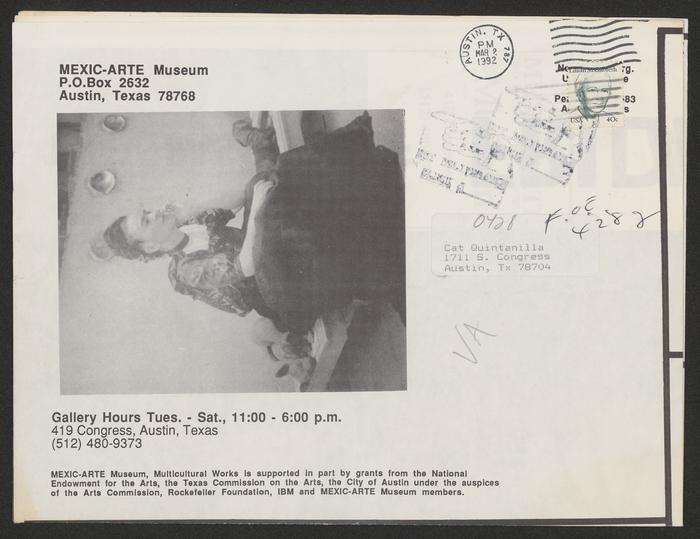 MEXIC-ARTE Museum
P.O.Box 2632
Austin, Texas 78768
AUSTIN, TX 787
PM
MAR 2
1992
USA 40c
0428
Cat Quintanilla
1711 S. Congress
Austin, Tx 78704
VA
Gallery Hours Tues. - Sat., 11:00 - 6:00 p.m.
419 Congress, Austin, Texas
(512) 480-9373
MEXIC-ARTE Museum, Multicultural Works is supported in part by grants from the National
Endowment for the Arts, the Texas Commission on the Arts, the City of Austin under the auspices
of the Arts Commission, Rockefeller Foundation, IBM and MEXIC-ARTE Museum members.